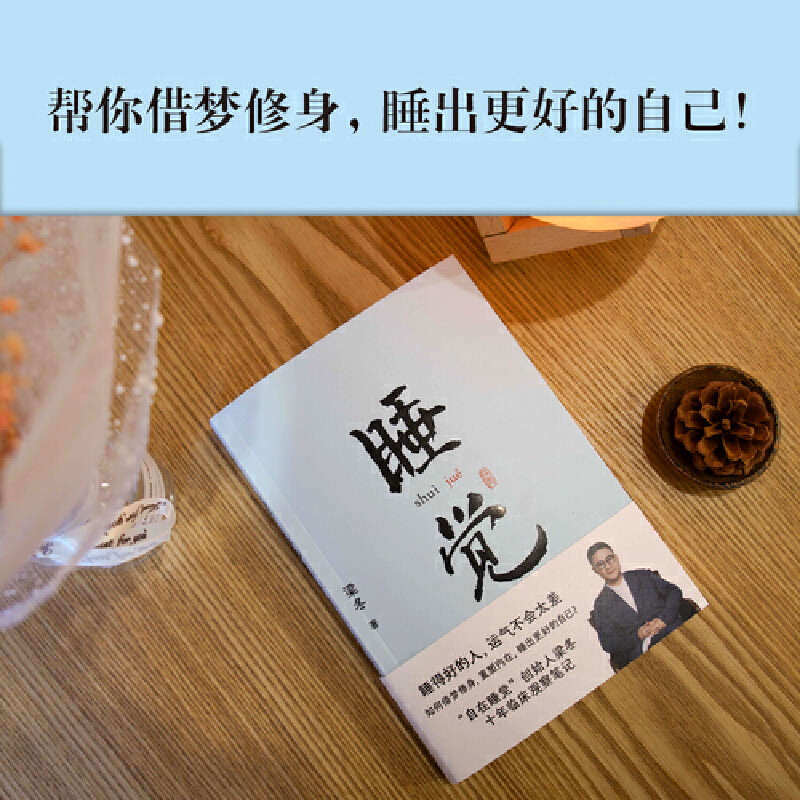 帮你借梦修身，睡出更好的自己！
睡
shuì jué
觉
梁冬 著
睡得好的人，运气不会太差
如何借梦修身，重塑内在，睡出更好的自己？
“自在睡觉”创始人梁冬
十年临床观察笔记